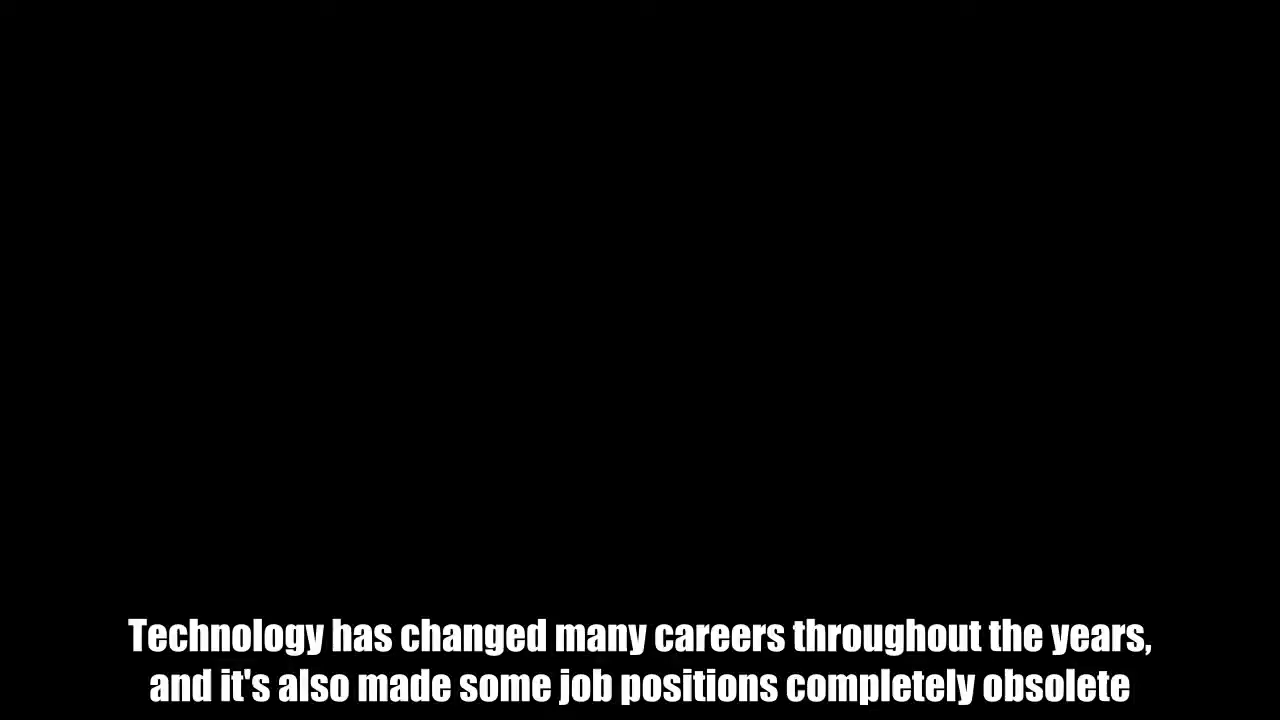 Technology has changed many careers throughout the years,
and it's also made some job positions completely obsolete